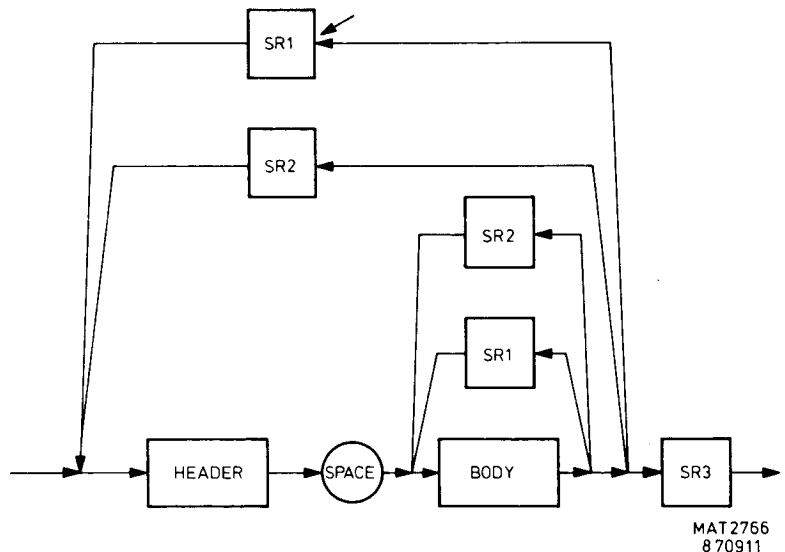 SR1
SR2
SR2
SR1
HEADER
SPACE
BODY
SR3
MAT2766
870911